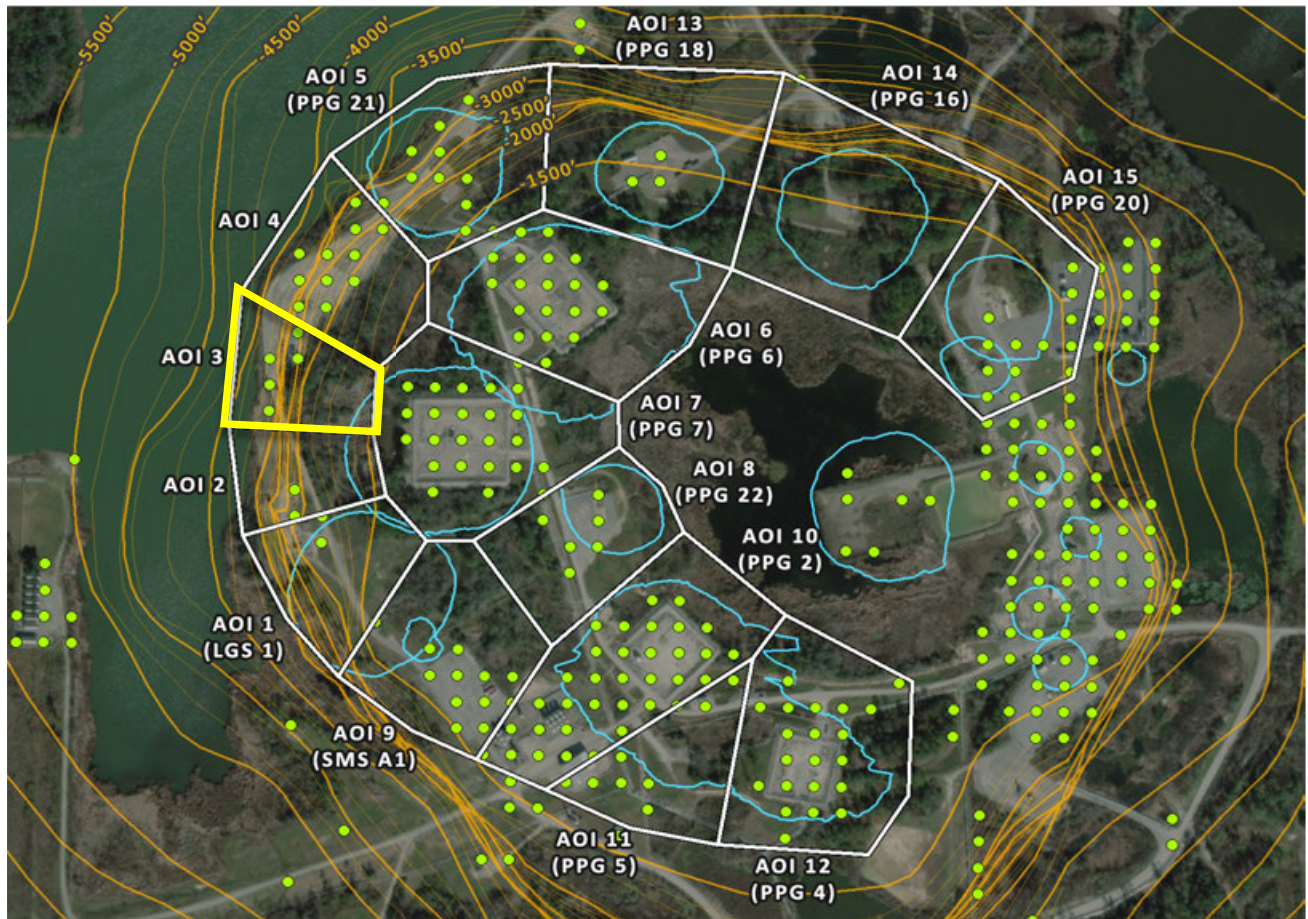 -5500'
-5000'
-4500'
-4000'
-3500'
-3000'
-2500'
-2000'
-1500'
AOI 13
(PPG 18)
AOI 5
(PPG 21)
AOI 14
(PPG 16)
AOI 15
(PPG 20)
AOI 4
AOI 3
AOI 6
(PPG 6)
AOI 7
(PPG 7)
AOI 2
AOI 8
(PPG 22)
AOI 10
(PPG 2)
AOI 1
(LGS 1)
AOI 9
(SMS A1)
AOI 11
(PPG 5)
AOI 12
(PPG 4)